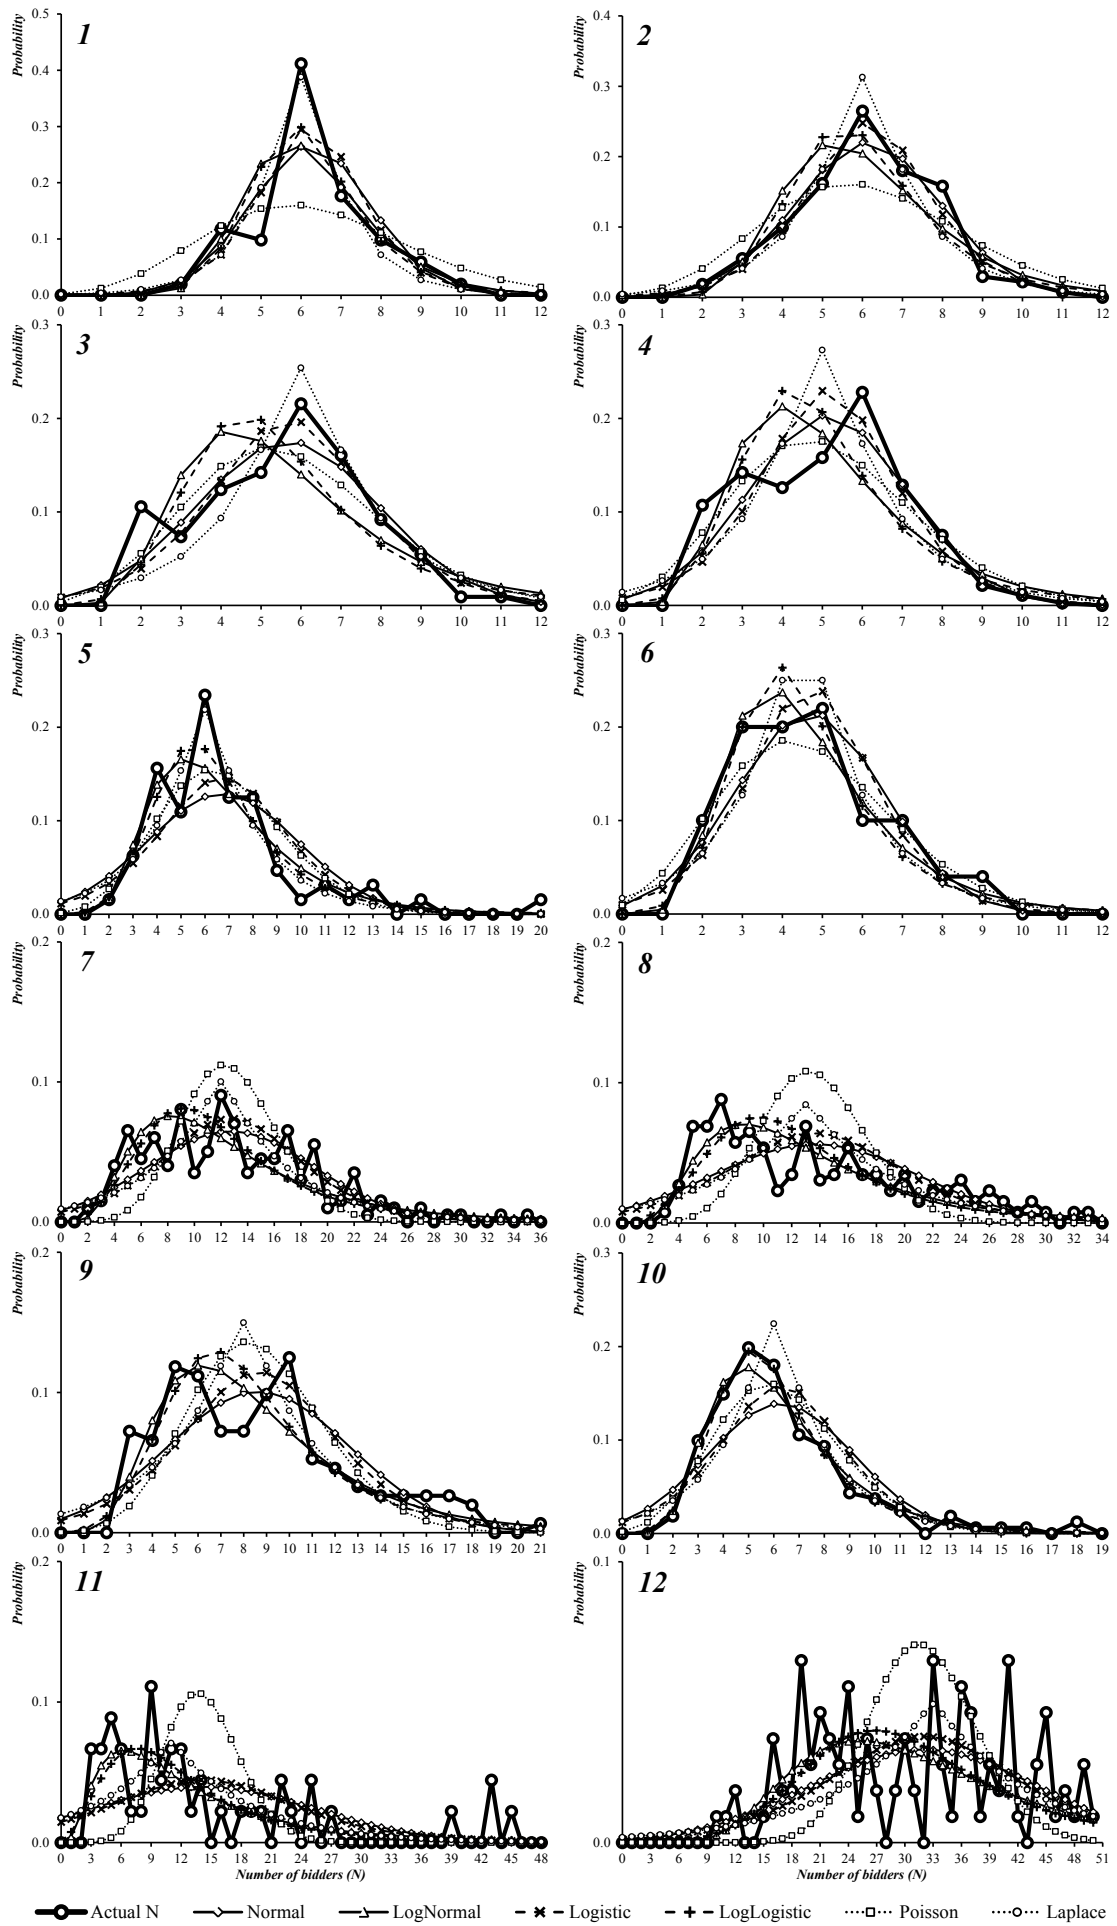 Probability
1
0.5
0.4
0.3
0.2
0.1
0.0
0 1 2 3 4 5 6 7 8 9 10 11 12
Probability
2
0.4
0.3
0.2
0.1
0.0
0 1 2 3 4 5 6 7 8 9 10 11 12
Probability
3
0.3
0.2
0.1
0.0
0 1 2 3 4 5 6 7 8 9 10 11 12
Probability
4
0.3
0.2
0.1
0.0
0 1 2 3 4 5 6 7 8 9 10 11 12
Probability
5
0.3
0.2
0.1
0.0
0 1 2 3 4 5 6 7 8 9 10 11 12 13 14 15 16 17 18 19 20
Probability
6
0.3
0.2
0.1
0.0
0 1 2 3 4 5 6 7 8 9 10 11 12
Probability
7
0.2
0.1
0.0
0 2 4 6 8 10 12 14 16 18 20 22 24 26 28 30 32 34 36
Probability
8
0.2
0.1
0.0
0 2 4 6 8 10 12 14 16 18 20 22 24 26 28 30 32 34
Probability
9
0.2
0.1
0.0
0 1 2 3 4 5 6 7 8 9 10 11 12 13 14 15 16 17 18 19 20 21
Probability
10
0.3
0.2
0.1
0.0
0 1 2 3 4 5 6 7 8 9 10 11 12 13 14 15 16 17 18 19
Probability
11
0.2
0.1
0.0
0 3 6 9 12 15 18 21 24 27 30 33 36 39 42 45 48
Number of bidders (N)
Probability
12
0.1
0.0
0 3 6 9 12 15 18 21 24 27 30 33 36 39 42 45 48 51
Number of bidders (N)
Actual N Normal LogNormal Logistic LogLogistic Poisson Laplace